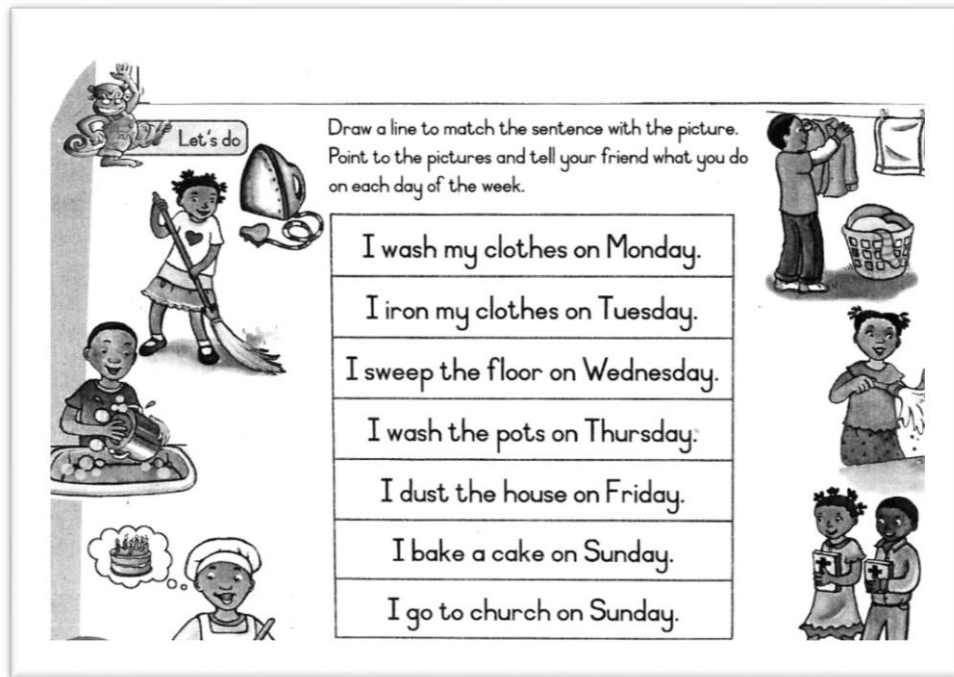 Let's do
Draw a line to match the sentence with the picture.
Point to the pictures and tell your friend what you do
on each day of the week.
I wash my clothes on Monday.
I iron my clothes on Tuesday.
I sweep the floor on Wednesday.
I wash the pots on Thursday.
I dust the house on Friday.
I bake a cake on Sunday.
I go to church on Sunday.